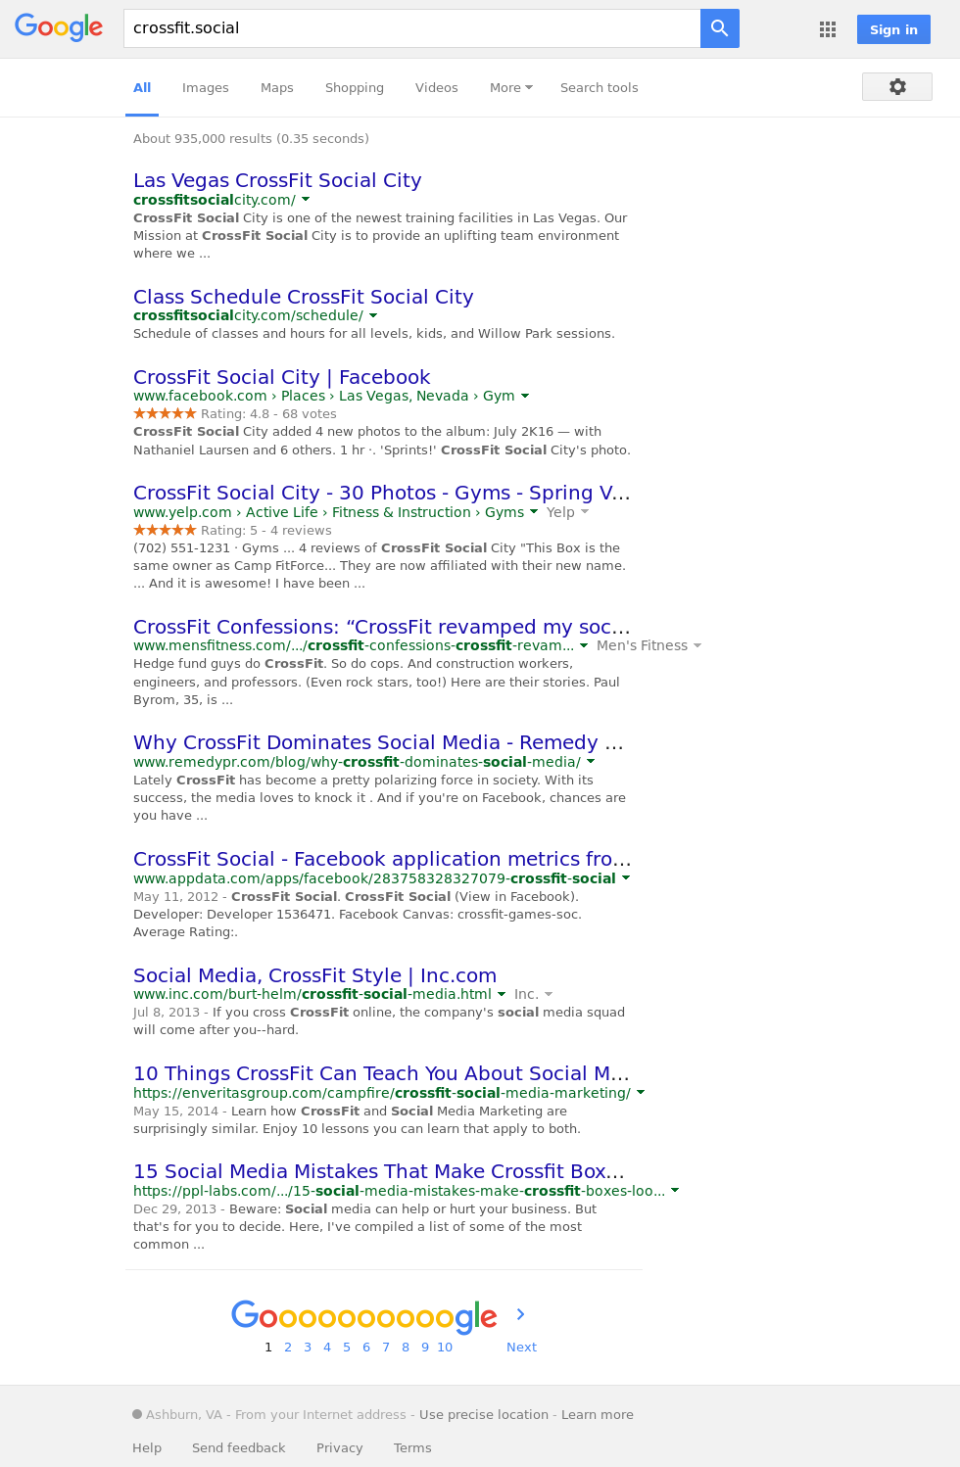 Google
crossfit.social
Sign in
All Images Maps Shopping Videos More Search tools
About 935,000 results (0.35 seconds)
Las Vegas CrossFit Social City
crossfitsocialcity.com/
CrossFit Social City is one of the newest training facilities in Las Vegas. Our
Mission at CrossFit Social City is to provide an uplifting team environment
where we ...
Class Schedule CrossFit Social City
crossfitsocialcity.com/schedule/
Schedule of classes and hours for all levels, kids, and Willow Park sessions.
CrossFit Social City | Facebook
www.facebook.com › Places › Las Vegas, Nevada › Gym
Rating: 4.8 - 68 votes
CrossFit Social City added 4 new photos to the album: July 2K16 — with
Nathaniel Laursen and 6 others. 1 hr ·. 'Sprints!' CrossFit Social City's photo.
CrossFit Social City - 30 Photos - Gyms - Spring V...
www.yelp.com › Active Life › Fitness & Instruction › Gyms Yelp
Rating: 5 - 4 reviews
(702) 551-1231 · Gyms ... 4 reviews of CrossFit Social City "This Box is the
same owner as Camp FitForce... They are now affiliated with their new name.
... And it is awesome! I have been ...
CrossFit Confessions: “CrossFit revamped my soc...
www.mensfitness.com/.../crossfit-confessions-crossfit-revam... Men's Fitness
Hedge fund guys do CrossFit. So do cops. And construction workers,
engineers, and professors. (Even rock stars, too!) Here are their stories. Paul
Byrom, 35, is ...
Why CrossFit Dominates Social Media - Remedy ...
www.remedypr.com/blog/why-crossfit-dominates-social-media/
Lately CrossFit has become a pretty polarizing force in society. With its
success, the media loves to knock it . And if you're on Facebook, chances are
you have ...
CrossFit Social - Facebook application metrics fro...
www.appdata.com/apps/facebook/283758328327079-crossfit-social
May 11, 2012 - CrossFit Social. CrossFit Social (View in Facebook).
Developer: Developer 1536471. Facebook Canvas: crossfit-games-soc.
Average Rating:.
Social Media, CrossFit Style | Inc.com
www.inc.com/burt-helm/crossfit-social-media.html Inc.
Jul 8, 2013 - If you cross CrossFit online, the company's social media squad
will come after you--hard.
10 Things CrossFit Can Teach You About Social M...
https://enveritasgroup.com/campfire/crossfit-social-media-marketing/
May 15, 2014 - Learn how CrossFit and Social Media Marketing are
surprisingly similar. Enjoy 10 lessons you can learn that apply to both.
15 Social Media Mistakes That Make Crossfit Box...
https://ppl-labs.com/.../15-social-media-mistakes-make-crossfit-boxes-loo...
Dec 29, 2013 - Beware: Social media can help or hurt your business. But
that's for you to decide. Here, I've compiled a list of some of the most
common ...
Goooooooooogle
1 2 3 4 5 6 7 8 9 10 Next
Ashburn, VA - From your Internet address - Use precise location - Learn more
Help Send feedback Privacy Terms